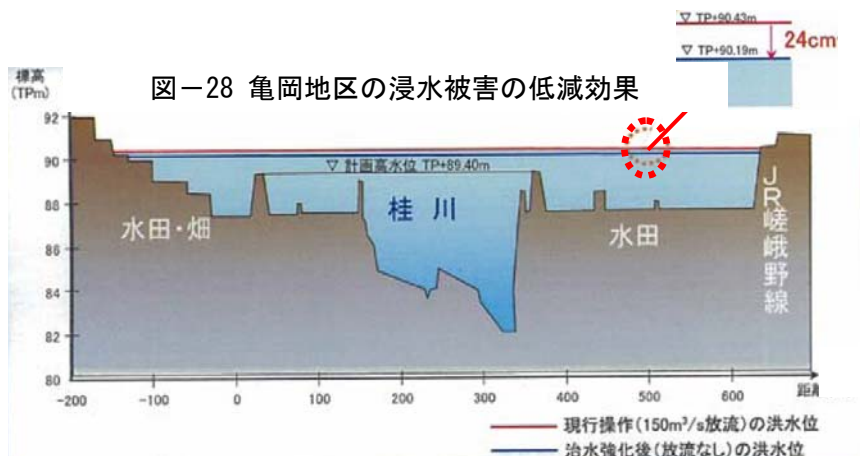 ▽ TP+90.43m
24cm
▽ TP+90.19m
標高
(TPm)
図－28 亀岡地区の浸水被害の低減効果
92
90
88
86
84
82
80
▽ 計画高水位 TP+89.40m
水田・畑
桂川
水田
JR嵯峨野線
-200 -100 0 100 200 300 400 500 600
距離
現行操作(150m³/s放流)の洪水位
治水強化後(放流なし)の洪水位